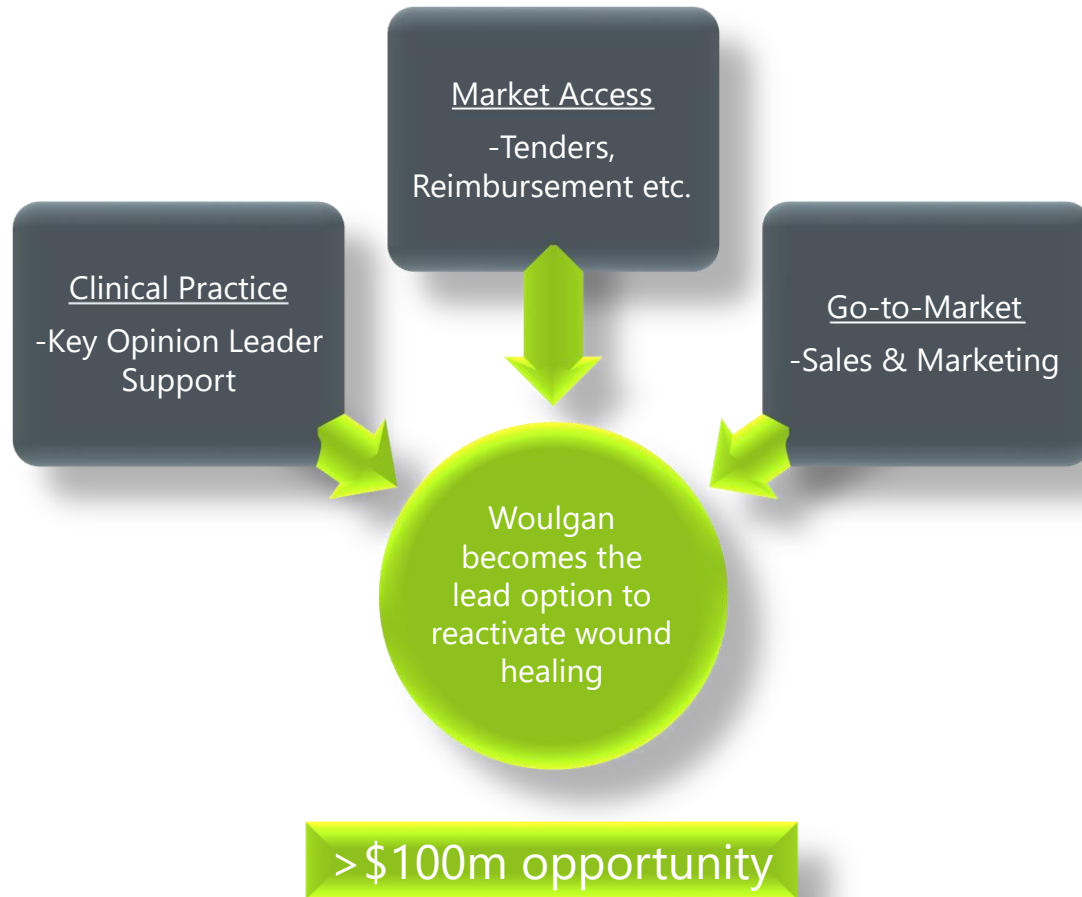 Market Access
-Tenders,
Reimbursement etc.
Clinical Practice
-Key Opinion Leader
Support
Go-to-Market
-Sales & Marketing
Woulgan
becomes the
lead option to
reactivate wound
healing
>$100m opportunity